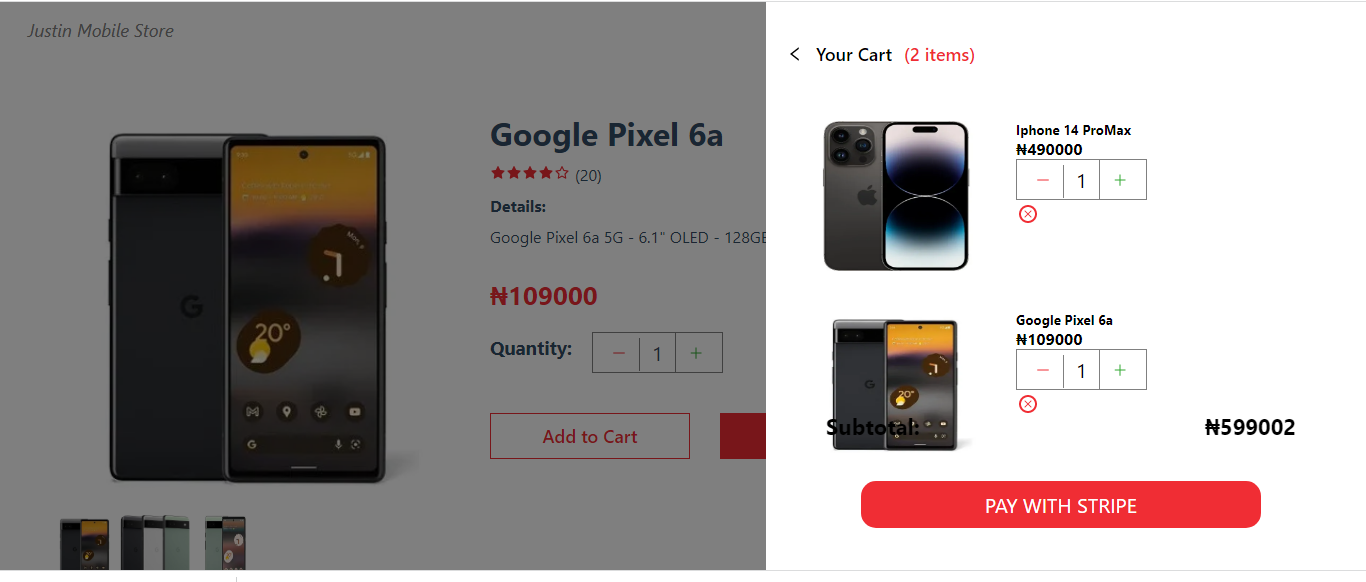 Justin Mobile Store
Your Cart (2 items)
Google Pixel 6a
(20)
Details:
Google Pixel 6a 5G - 6.1" OLED - 128GB
₦109000
Quantity: − 1 +
Add to Cart
Iphone 14 ProMax
₦490000
− 1 +
Google Pixel 6a
₦109000
− 1 +
Subtotal: ₦599002
PAY WITH STRIPE
20°
20°